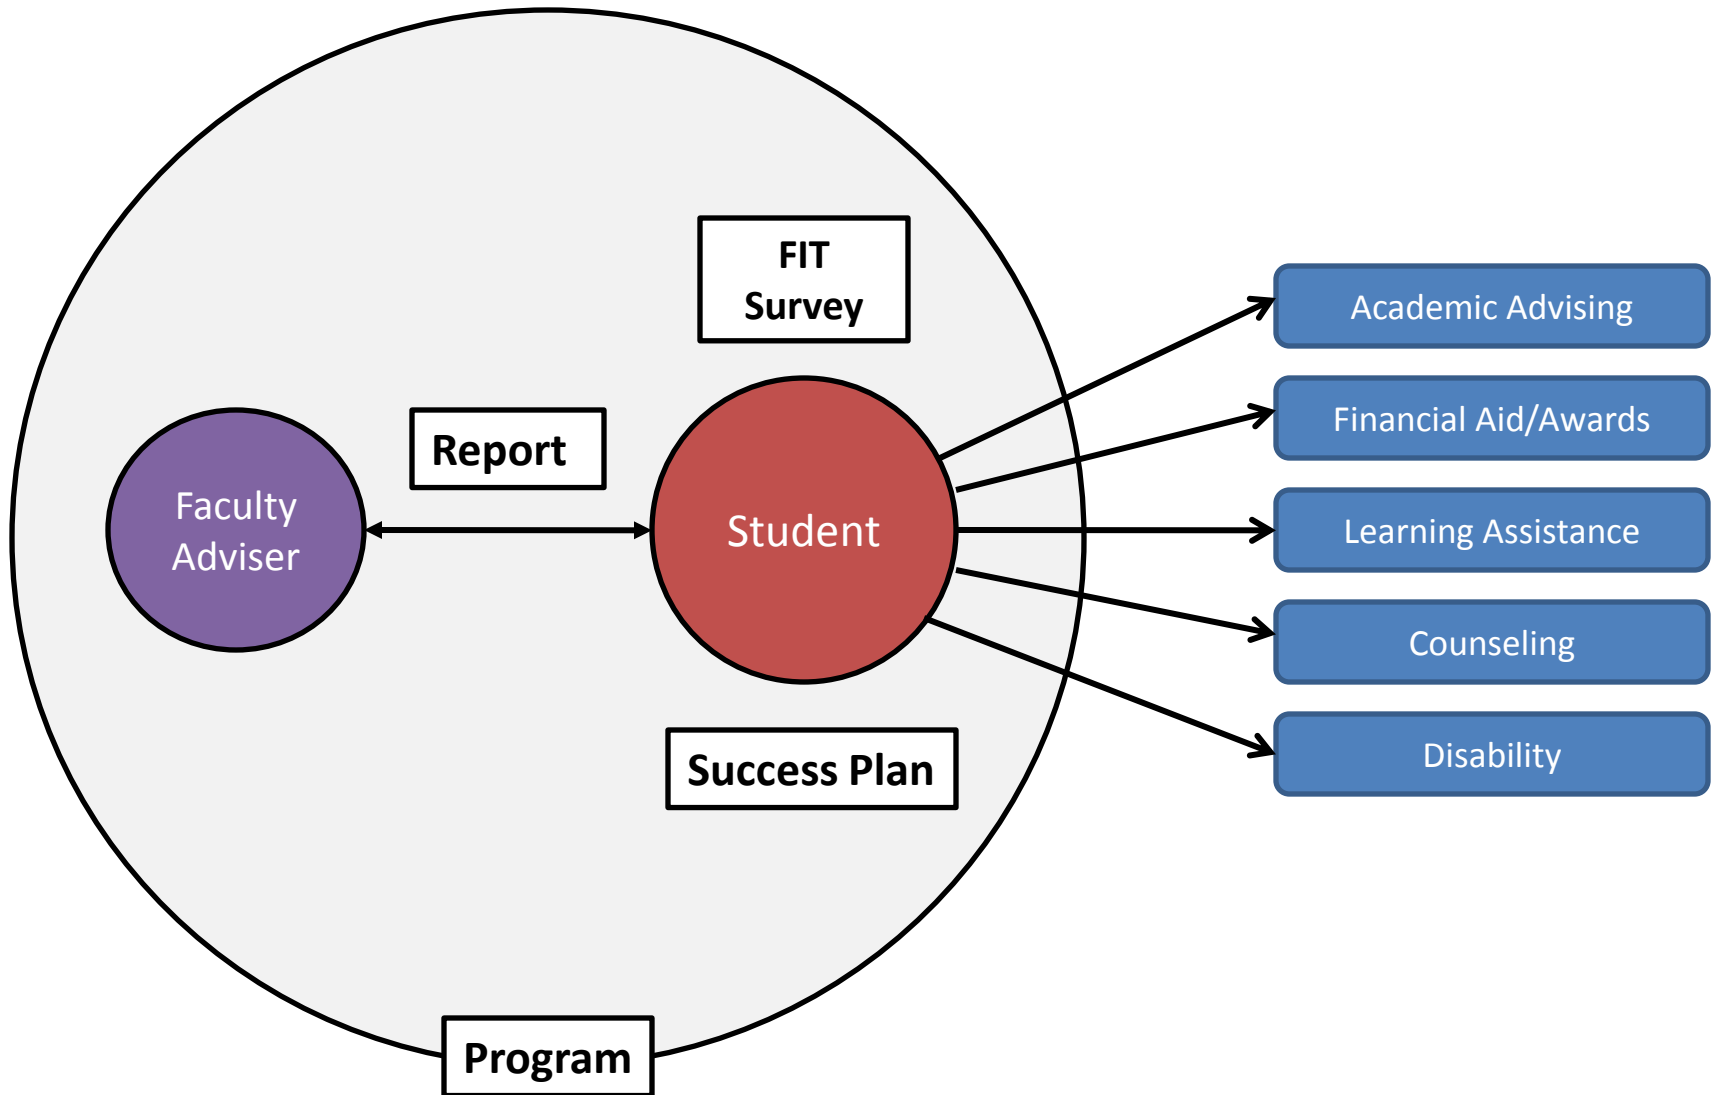 FIT
Survey
Report
Faculty
Adviser
Student
Success Plan
Program
Academic Advising
Financial Aid/Awards
Learning Assistance
Counseling
Disability